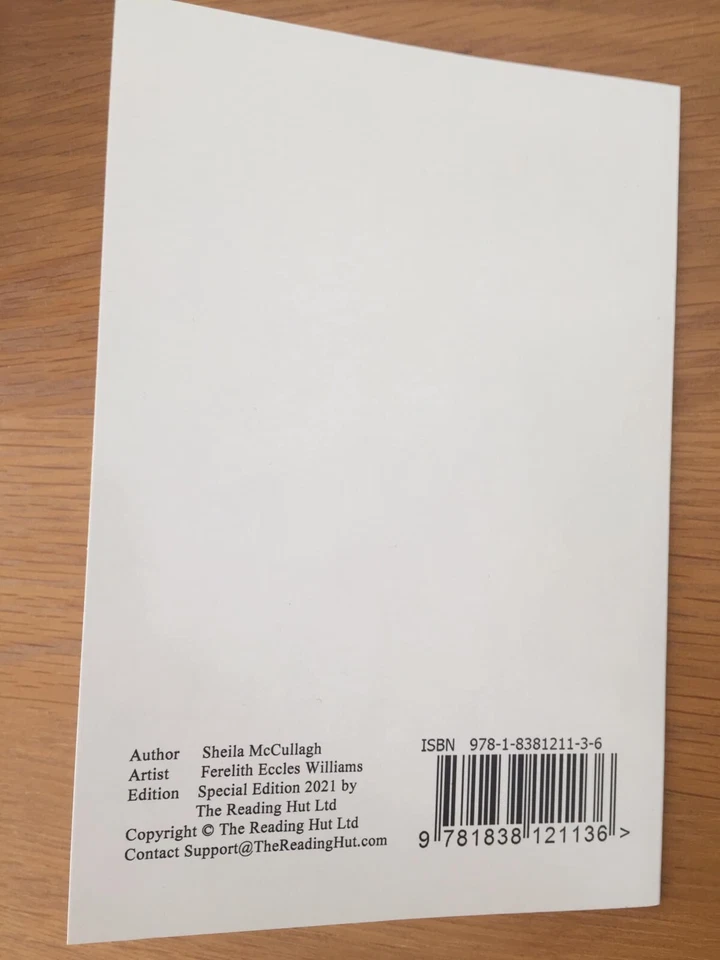 Author Sheila McCullagh
Artist Ferelith Eccles Williams
Edition Special Edition 2021 by
The Reading Hut Ltd
Copyright © The Reading Hut Ltd
Contact Support@TheReadingHut.com
ISBN 978-1-8381211-3-6
9 781838 121136 >